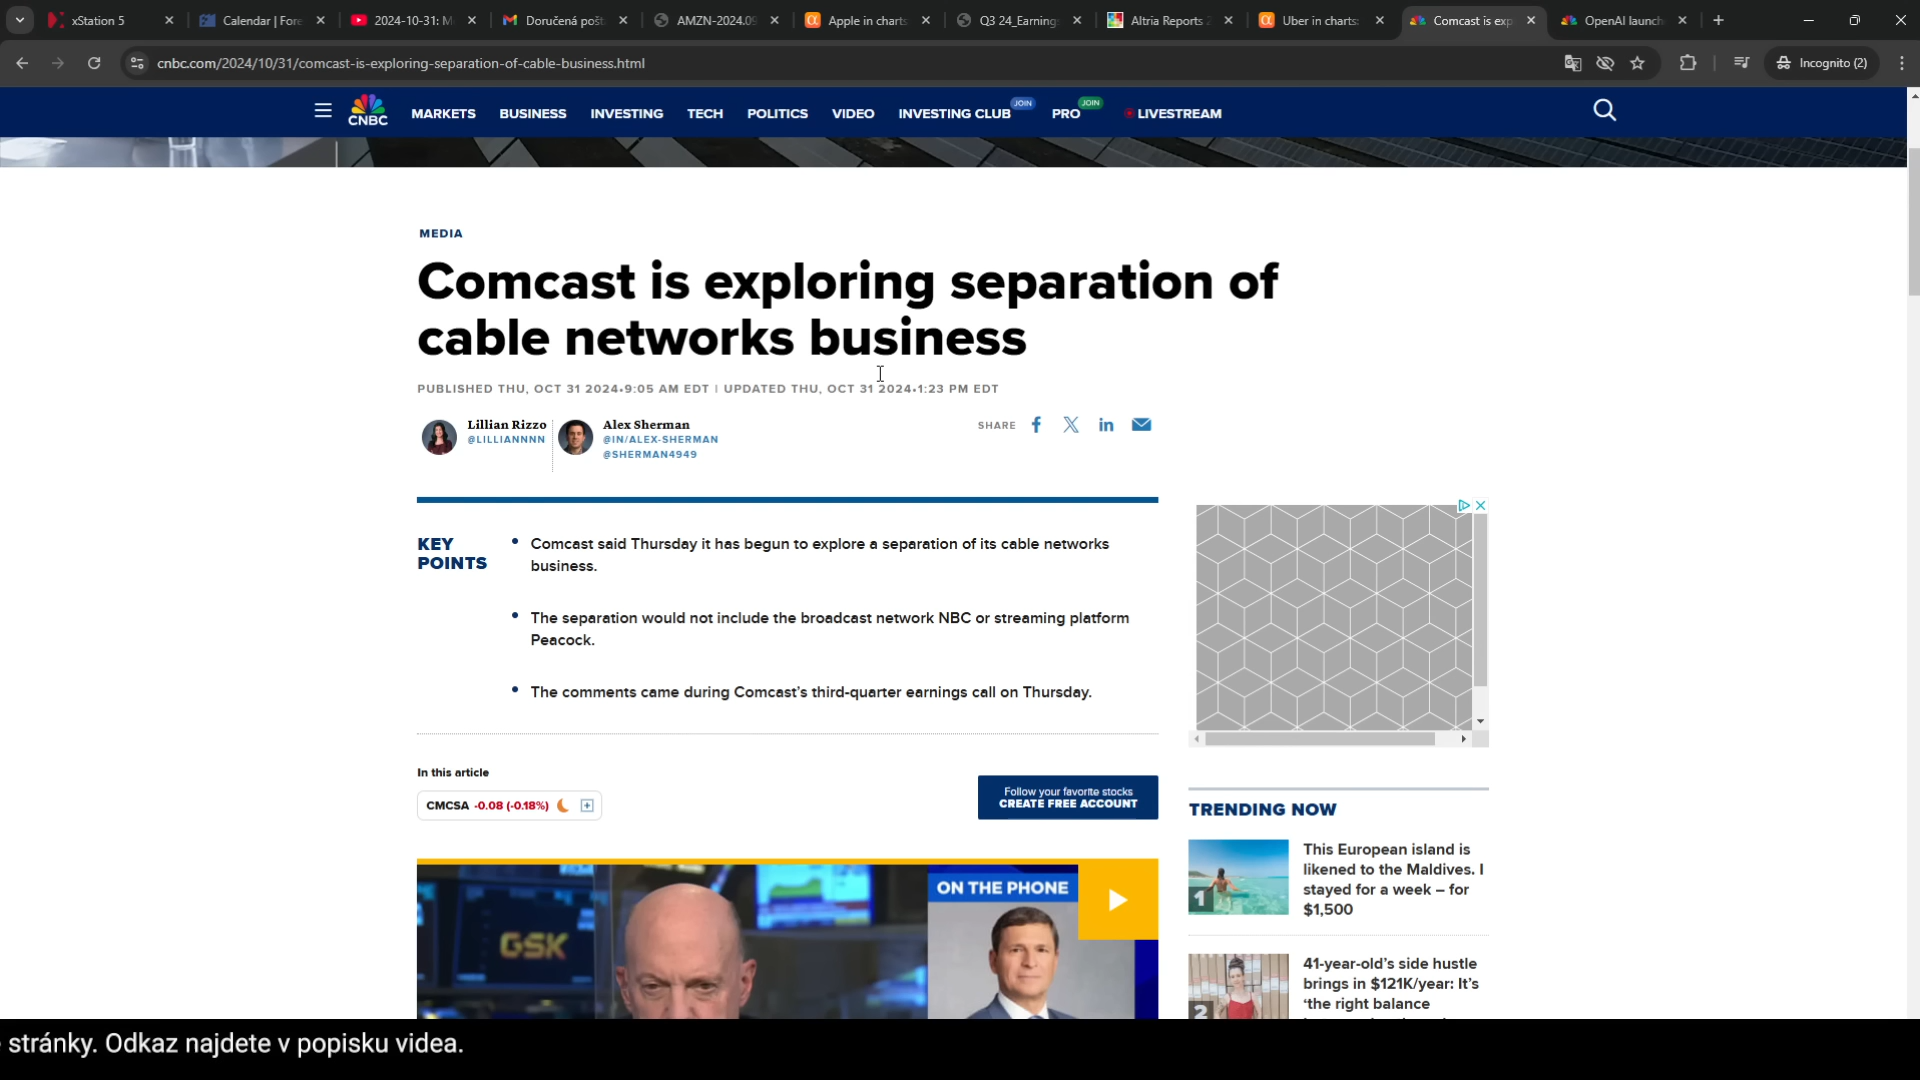 xStation 5
Calendar | Fore
2024-10-31: M
Doručená pošt
AMZN-2024.09
Apple in charts
Q3 24_Earning
Altria Reports 2
Uber in charts:
Comcast is exp
OpenAI launch
cnbc.com/2024/10/31/comcast-is-exploring-separation-of-cable-business.html
Incognito (2)
CNBC
MARKETS
BUSINESS
INVESTING
TECH
POLITICS
VIDEO
INVESTING CLUB
JOIN
PRO
JOIN
LIVESTREAM
MEDIA
Comcast is exploring separation of
cable networks business
PUBLISHED THU, OCT 31 2024•9:05 AM EDT | UPDATED THU, OCT 31 2024•1:23 PM EDT
Lillian Rizzo
@LILLIANNNN
Alex Sherman
@IN/ALEX-SHERMAN
@SHERMAN4949
SHARE
KEY
POINTS
Comcast said Thursday it has begun to explore a separation of its cable networks
business.
The separation would not include the broadcast network NBC or streaming platform
Peacock.
The comments came during Comcast's third-quarter earnings call on Thursday.
In this article
CMCSA -0.08 (-0.18%)
Follow your favorite stocks
CREATE FREE ACCOUNT
TRENDING NOW
1
This European island is
likened to the Maldives. I
stayed for a week – for
$1,500
2
41-year-old's side hustle
brings in $121K/year: It's
'the right balance
GSK
ON THE PHONE
stránky. Odkaz najdete v popisku videa.